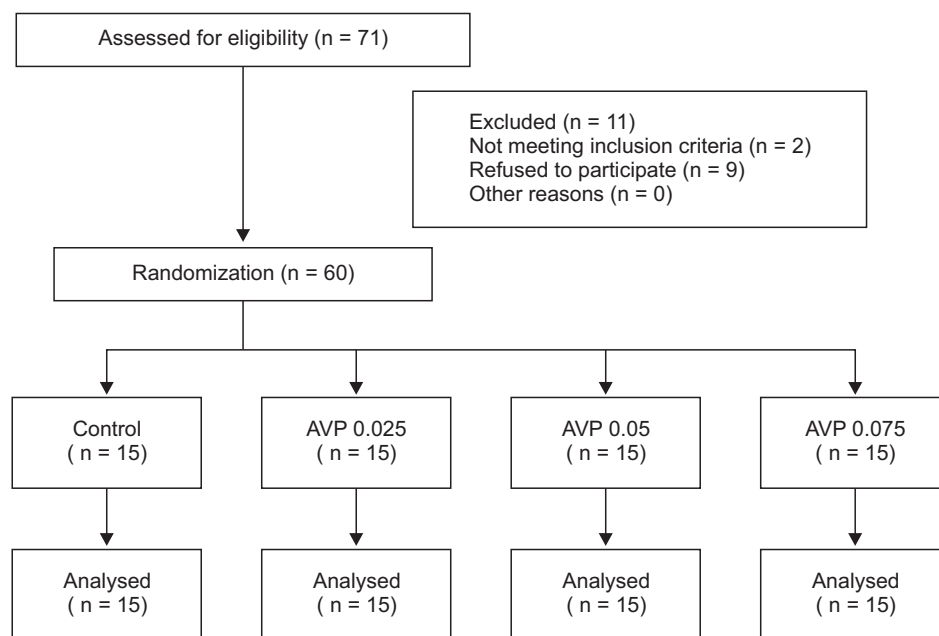 Assessed for eligibility (n = 71)
Excluded (n = 11)
Not meeting inclusion criteria (n = 2)
Refused to participate (n = 9)
Other reasons (n = 0)
Randomization (n = 60)
Control
( n = 15)
AVP 0.025
( n = 15)
AVP 0.05
( n = 15)
AVP 0.075
( n = 15)
Analysed
( n = 15)
Analysed
( n = 15)
Analysed
( n = 15)
Analysed
( n = 15)